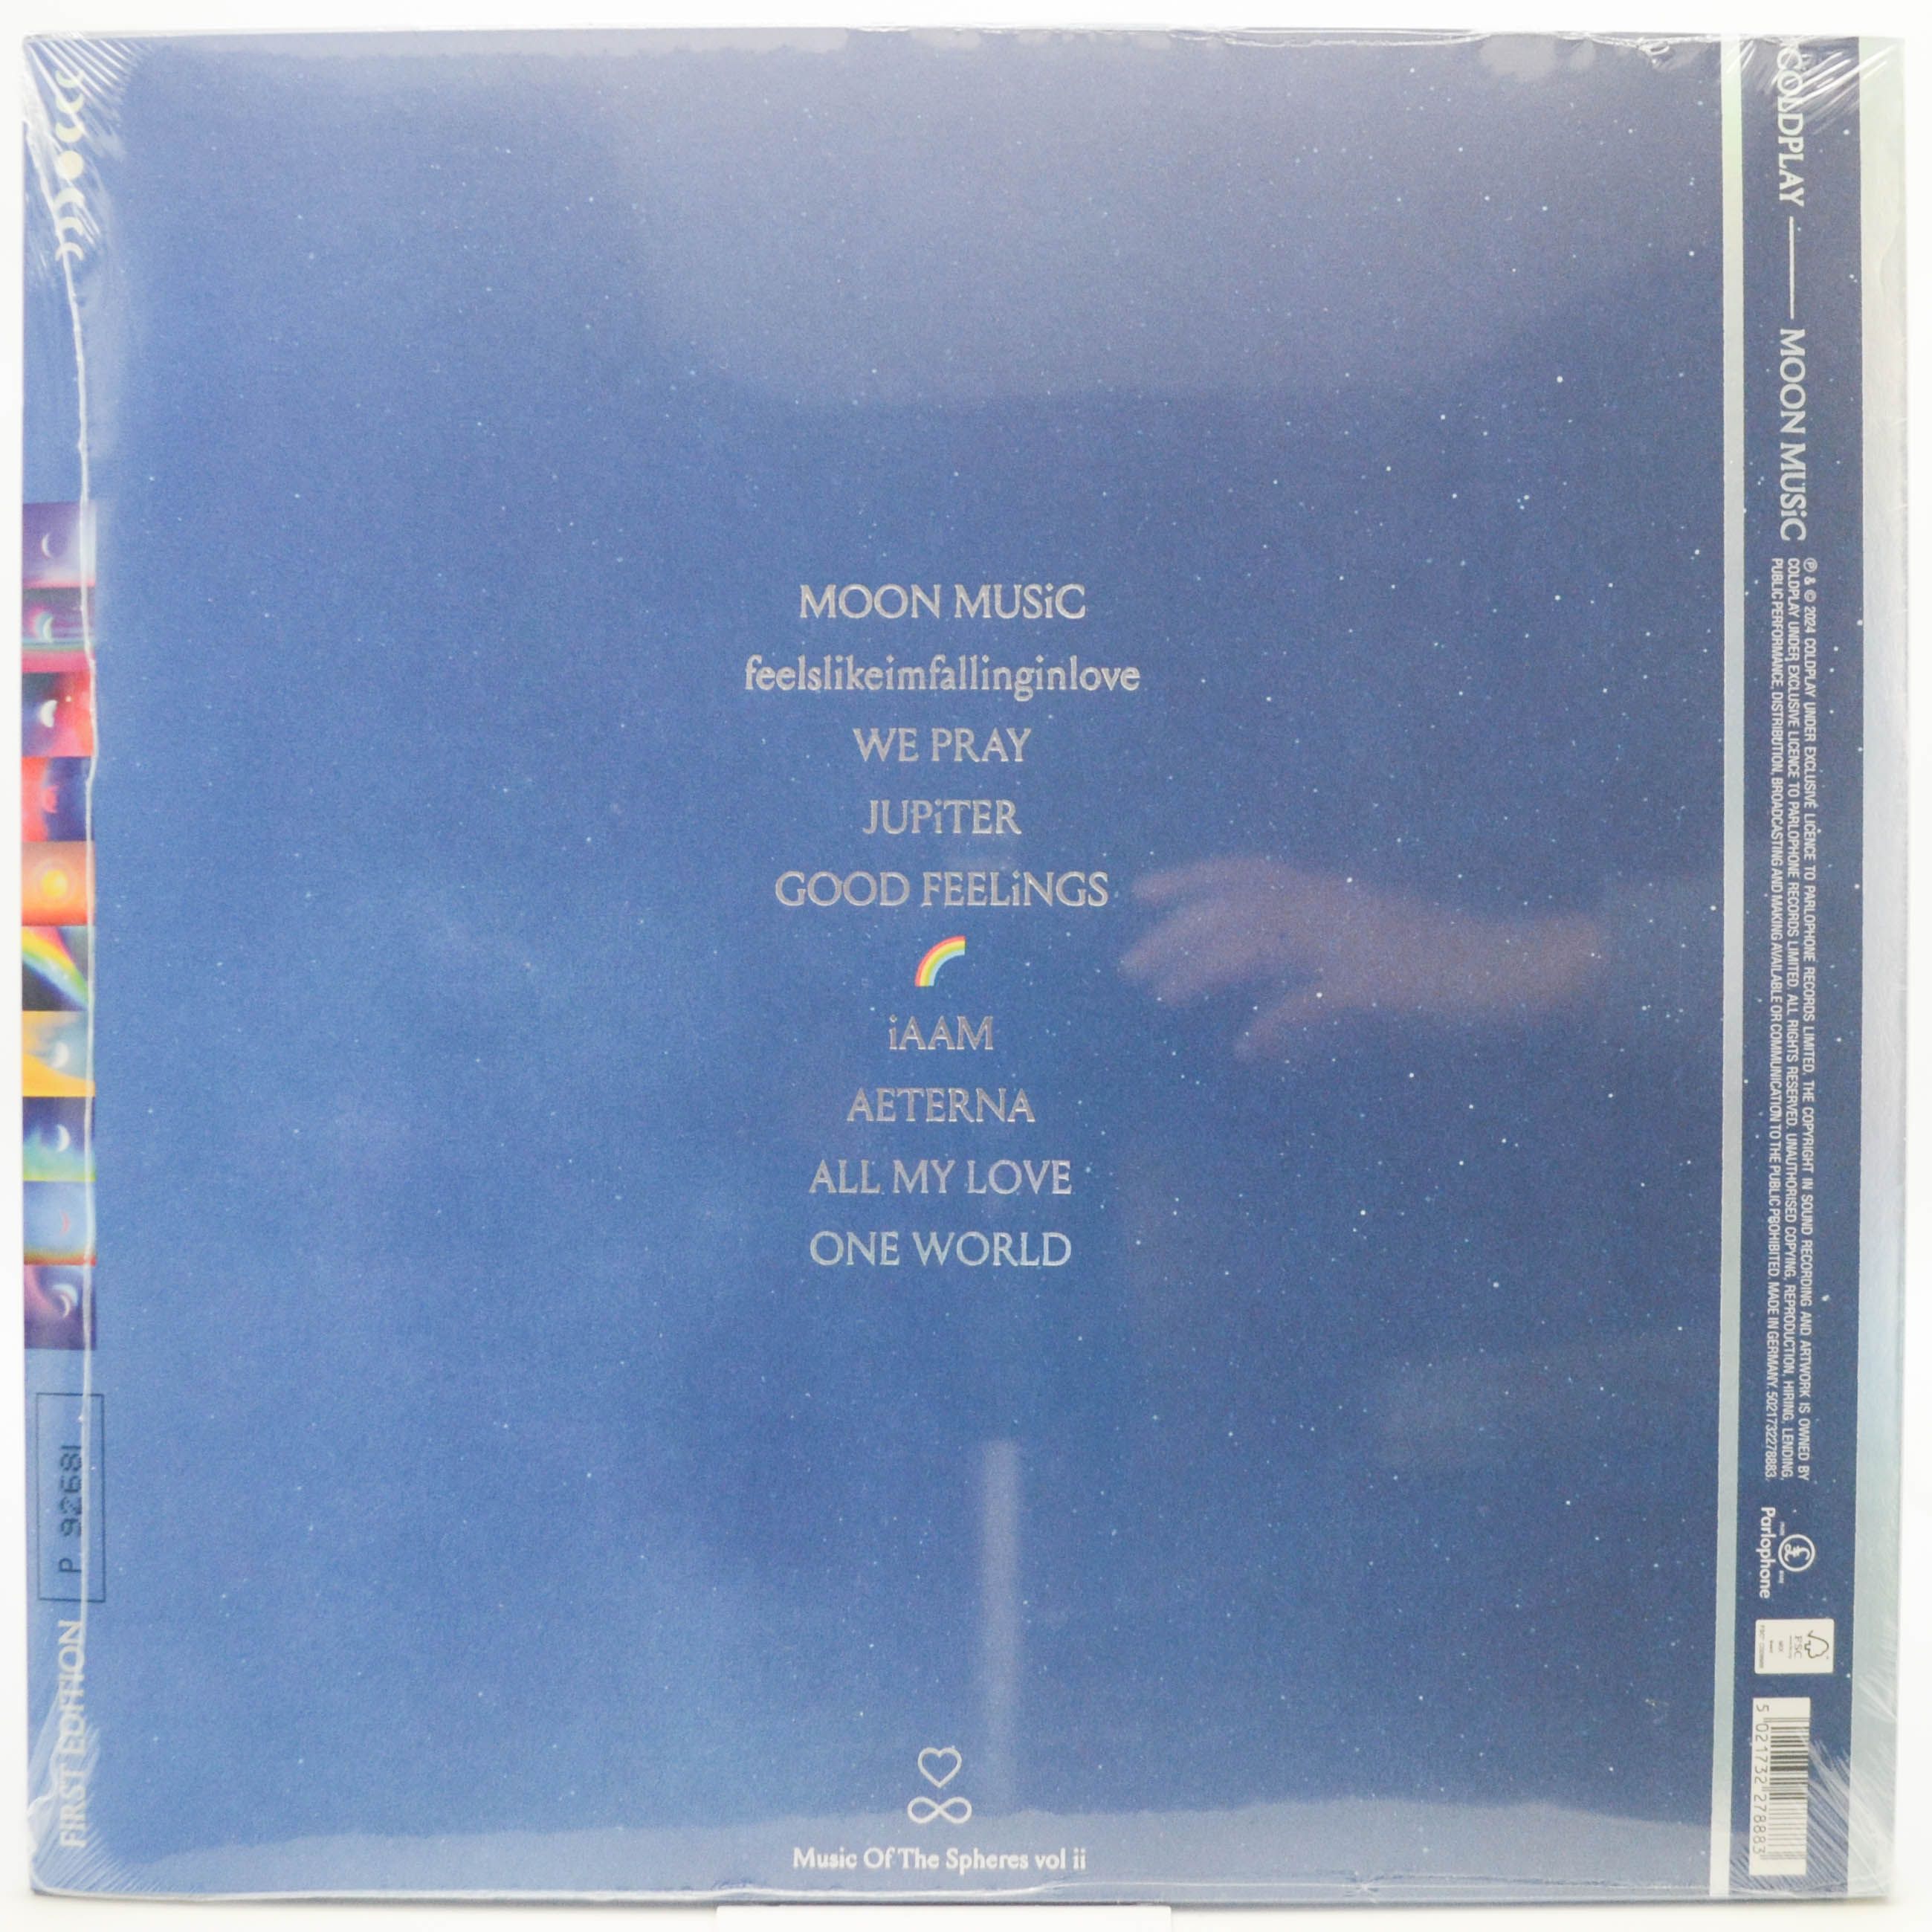 MOON MUSiC
feelslikeimfallinginlove
WE PRAY
JUPiTER
GOOD FEELiNGS
🌈
iAAM
AETERNA
ALL MY LOVE
ONE WORLD
Music Of The Spheres vol ii
P 92681
FIRST EDITION
COLDPLAY — MOON MUSiC
℗ & © 2024 COLDPLAY UNDER EXCLUSIVE LICENCE TO PARLOPHONE RECORDS LIMITED. THE COPYRIGHT IN SOUND RECORDING AND ARTWORK IS OWNED BY
COLDPLAY UNDER EXCLUSIVE LICENCE TO PARLOPHONE RECORDS LIMITED. ALL RIGHTS RESERVED. UNAUTHORISED COPYING, REPRODUCTION, HIRING, LENDING,
PUBLIC PERFORMANCE, DISTRIBUTION, BROADCASTING AND MAKING AVAILABLE OR COMMUNICATION TO THE PUBLIC PROHIBITED. MADE IN GERMANY. 5021732278883.
Parlophone
FSC
5 021732 278883